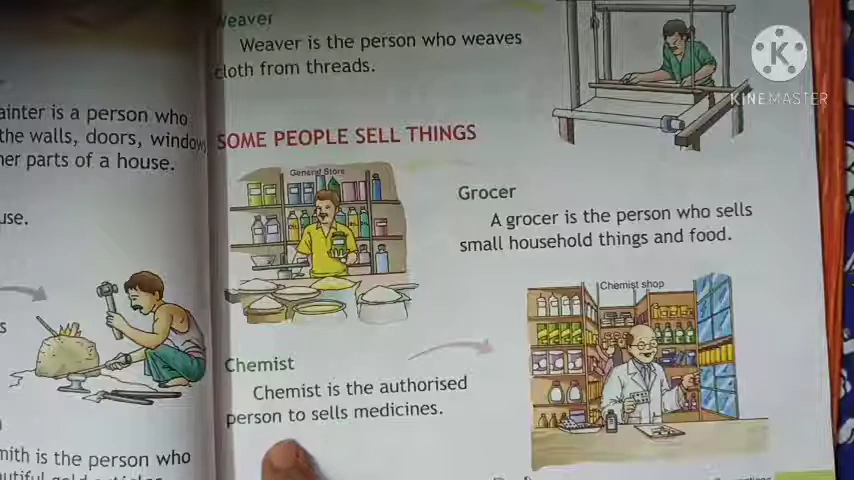 Weaver
Weaver is the person who weaves
cloth from threads.
ainter is a person who
the walls, doors, windows
er parts of a house.
SOME PEOPLE SELL THINGS
General Store
Grocer
A grocer is the person who sells
small household things and food.
use.
Chemist shop
Chemist
Chemist is the authorised
person to sells medicines.
mith is the person who
KINEMASTER